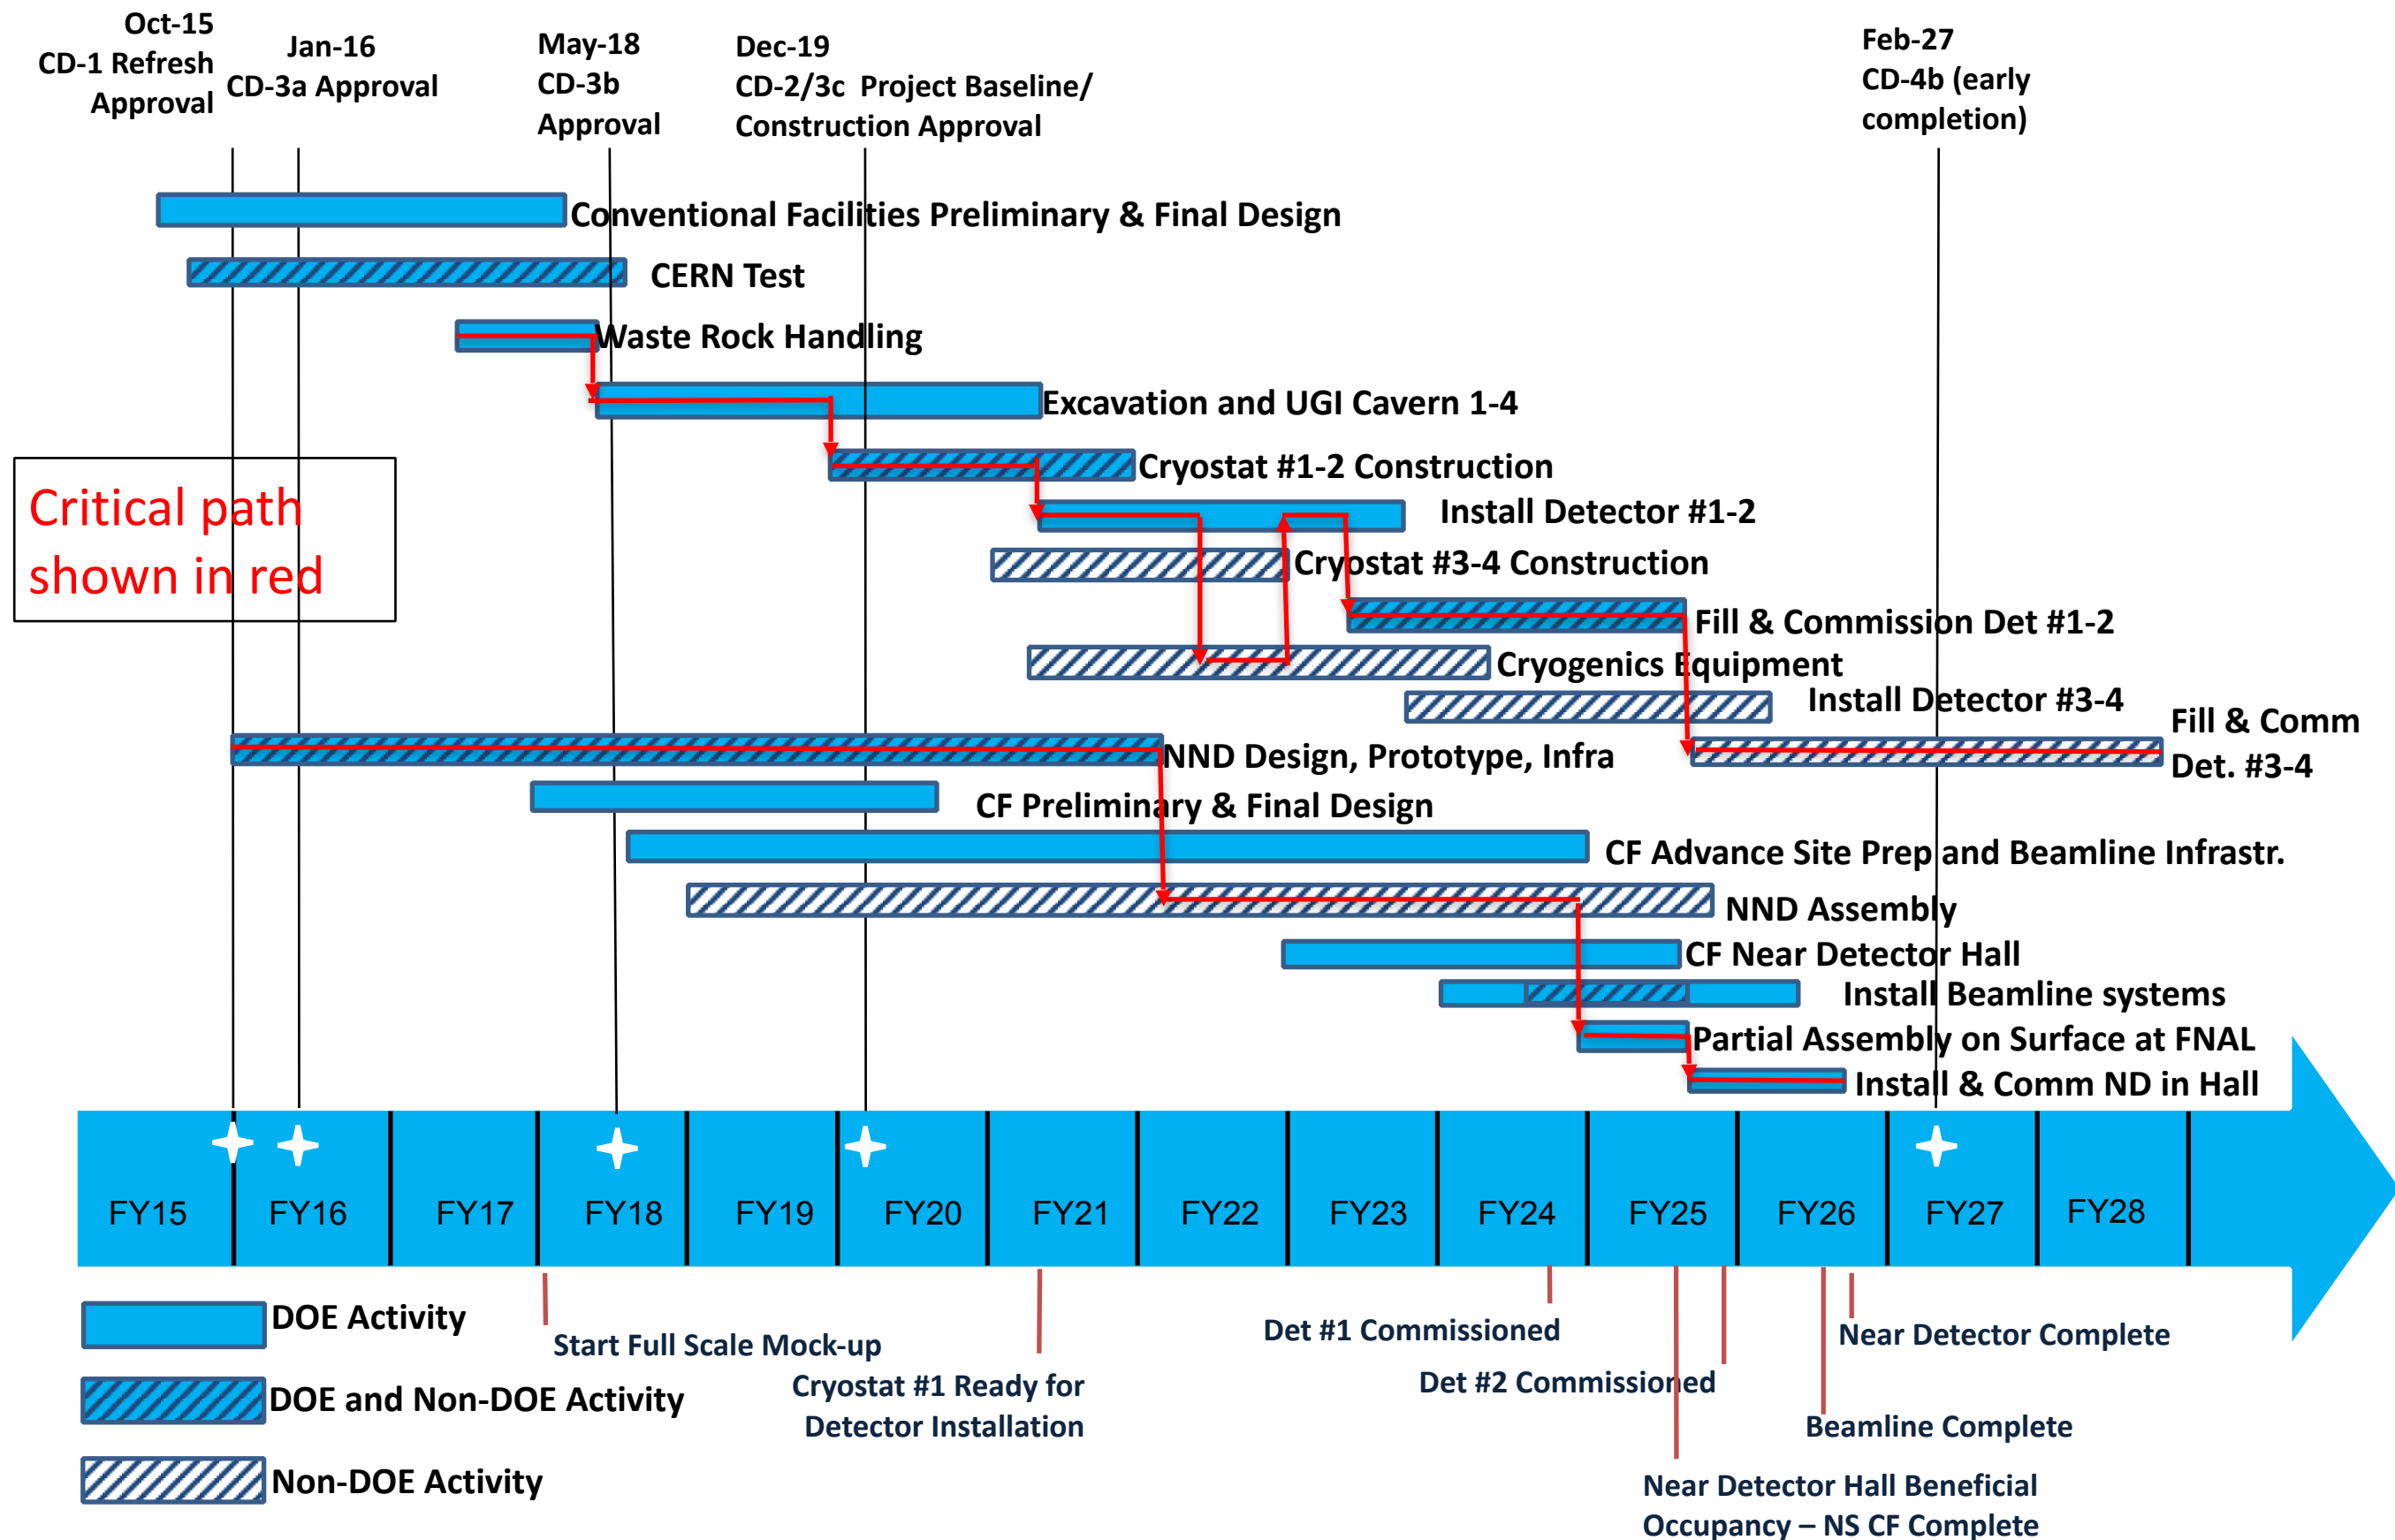 Oct-15
CD-1 Refresh
Approval
Jan-16
CD-3a Approval
May-18
CD-3b
Approval
Dec-19
CD-2/3c Project Baseline/
Construction Approval
Feb-27
CD-4b (early
completion)
Conventional Facilities Preliminary & Final Design
CERN Test
Waste Rock Handling
Excavation and UGI Cavern 1-4
Critical path
shown in red
Cryostat #1-2 Construction
Install Detector #1-2
Cryostat #3-4 Construction
Fill & Commission Det #1-2
Cryogenics Equipment
Install Detector #3-4
Fill & Comm
Det. #3-4
NND Design, Prototype, Infra
CF Preliminary & Final Design
CF Advance Site Prep and Beamline Infrastr.
NND Assembly
CF Near Detector Hall
Install Beamline systems
Partial Assembly on Surface at FNAL
Install & Comm ND in Hall
FY15 FY16 FY17 FY18 FY19 FY20 FY21 FY22 FY23 FY24 FY25 FY26 FY27 FY28
DOE Activity
DOE and Non-DOE Activity
Non-DOE Activity
Start Full Scale Mock-up
Cryostat #1 Ready for
Detector Installation
Det #1 Commissioned
Det #2 Commissioned
Near Detector Complete
Beamline Complete
Near Detector Hall Beneficial
Occupancy – NS CF Complete